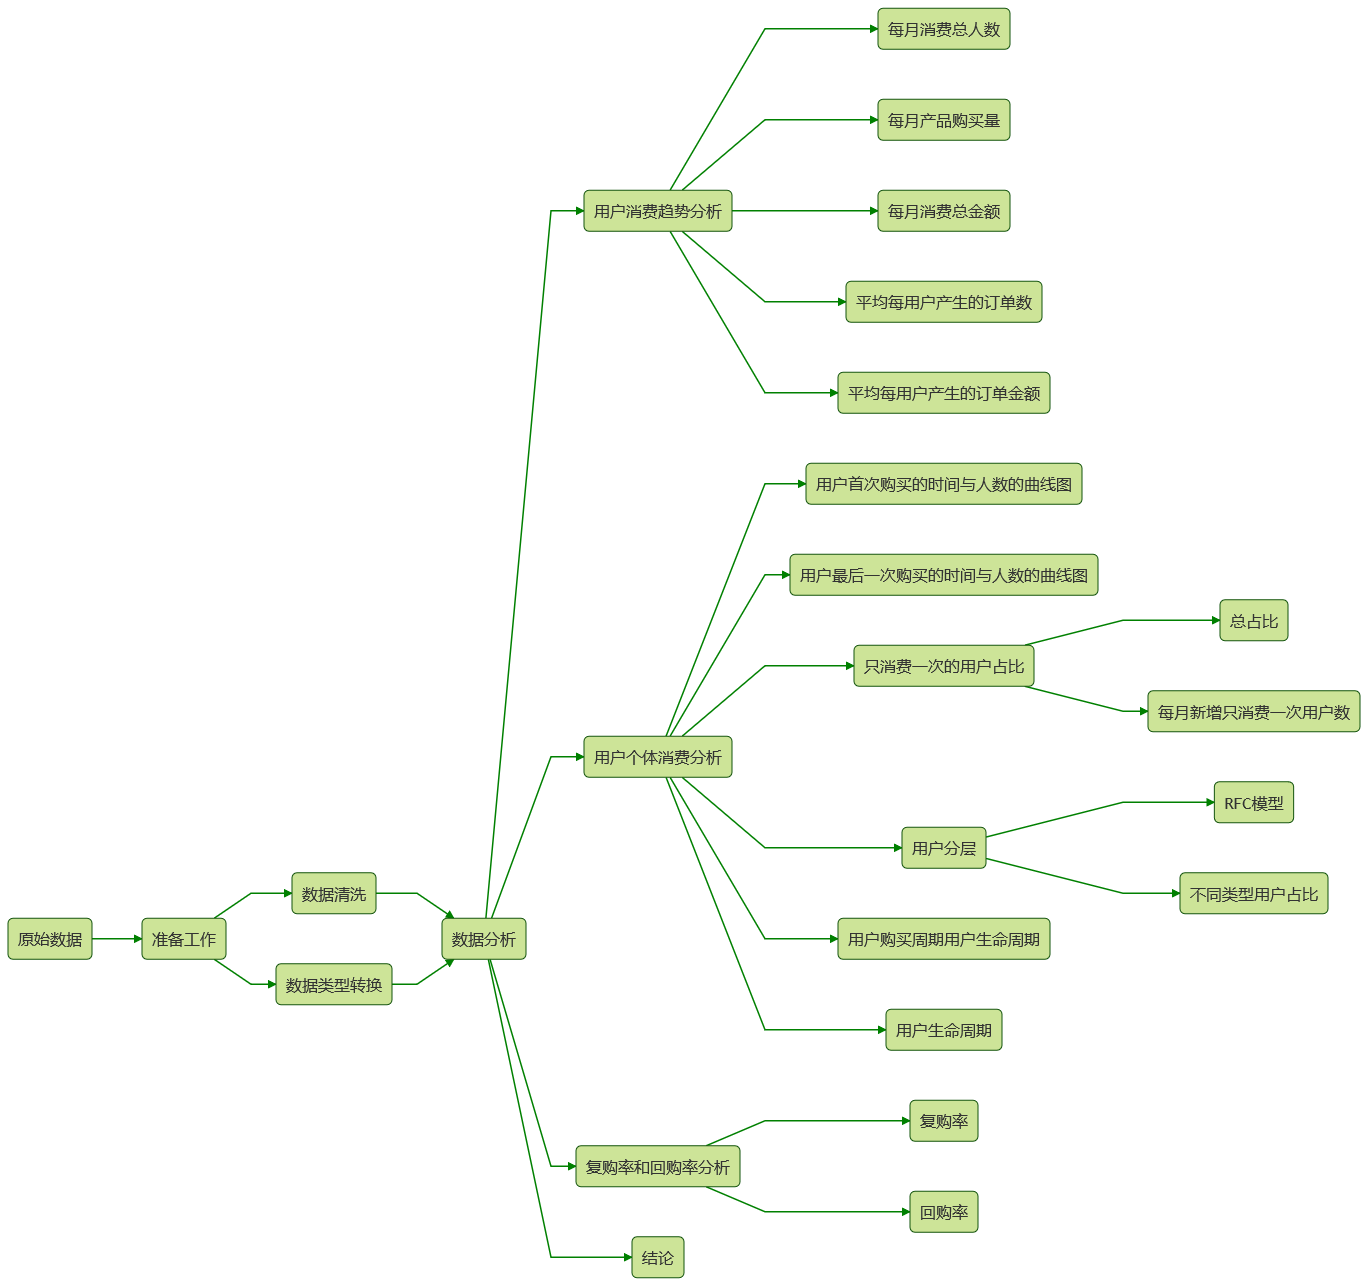 原始数据
准备工作
数据清洗
数据类型转换
数据分析
用户消费趋势分析
每月消费总人数
每月产品购买量
每月消费总金额
平均每用户产生的订单数
平均每用户产生的订单金额
用户个体消费分析
用户首次购买的时间与人数的曲线图
用户最后一次购买的时间与人数的曲线图
只消费一次的用户占比
总占比
每月新增只消费一次用户数
用户分层
RFC模型
不同类型用户占比
用户购买周期用户生命周期
用户生命周期
复购率和回购率分析
复购率
回购率
结论